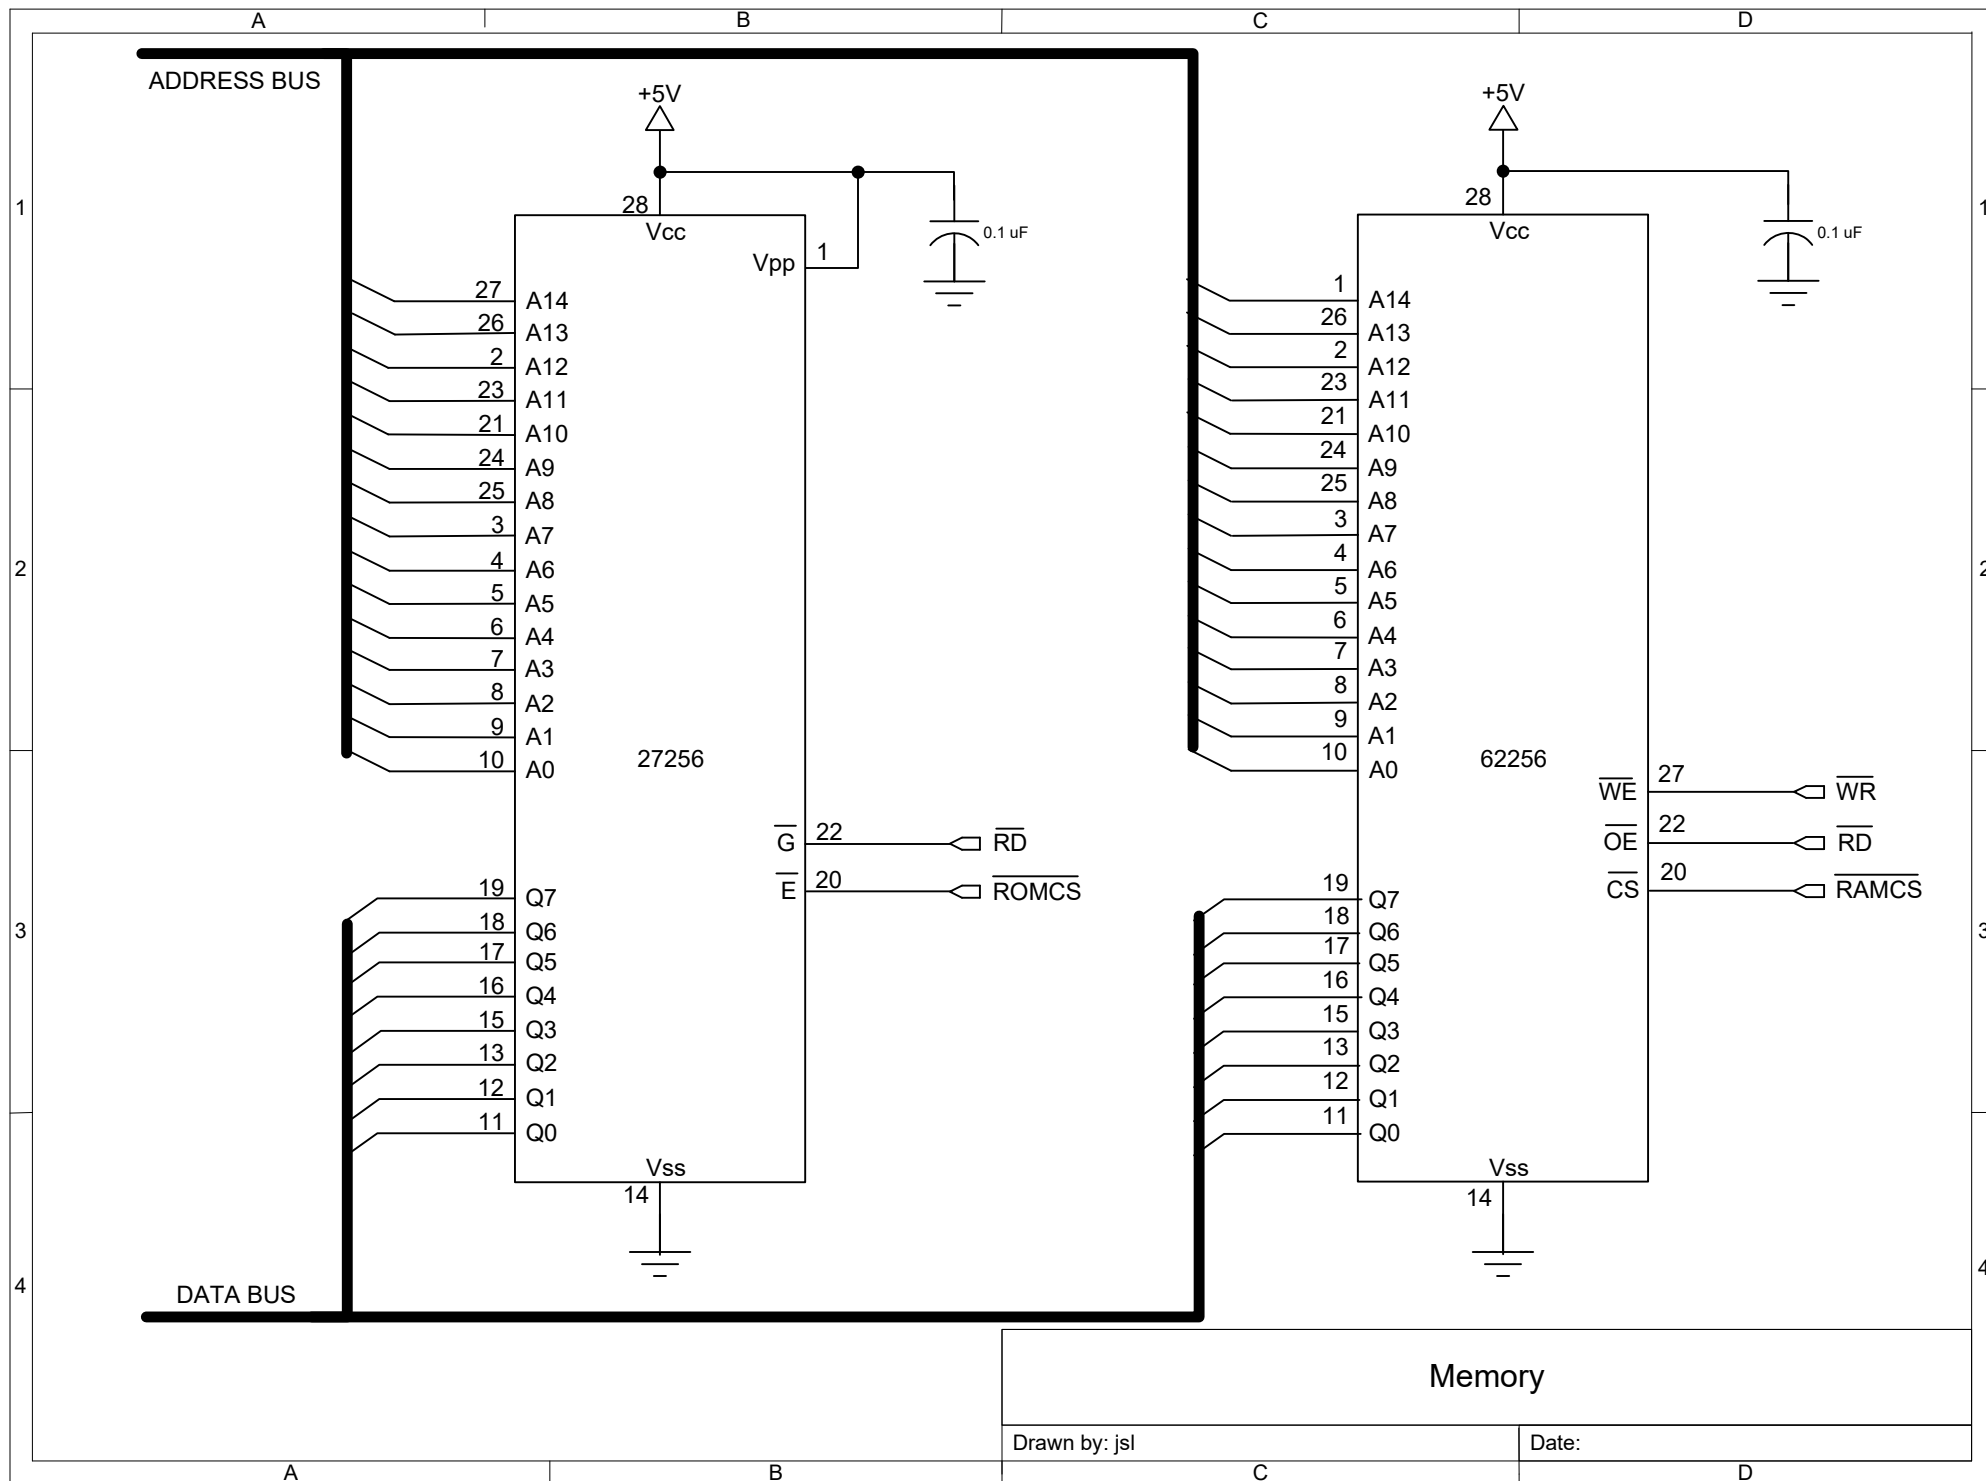 A B C D
ADDRESS BUS
+5V +5V
1 28 Vcc 28 Vcc 1
0.1 uF 0.1 uF
Vpp 1
27 A14 1 A14
26 A13 26 A13
2 A12 2 A12
23 A11 23 A11
21 A10 21 A10
24 A9 24 A9
25 A8 25 A8
3 A7 3 A7
2 4 A6 4 A6 2
5 A5 5 A5
6 A4 6 A4
7 A3 7 A3
8 A2 8 A2
9 A1 9 A1
10 A0 27256 10 A0 62256
WE 27 WR
G 22 RD OE 22 RD
E 20 ROMCS CS 20 RAMCS
19 Q7 19 Q7
3 18 Q6 18 Q6 3
17 Q5 17 Q5
16 Q4 16 Q4
15 Q3 15 Q3
13 Q2 13 Q2
12 Q1 12 Q1
11 Q0 11 Q0
Vss Vss
14 14
4 4
DATA BUS
Memory
Drawn by: jsl Date:
A B C D